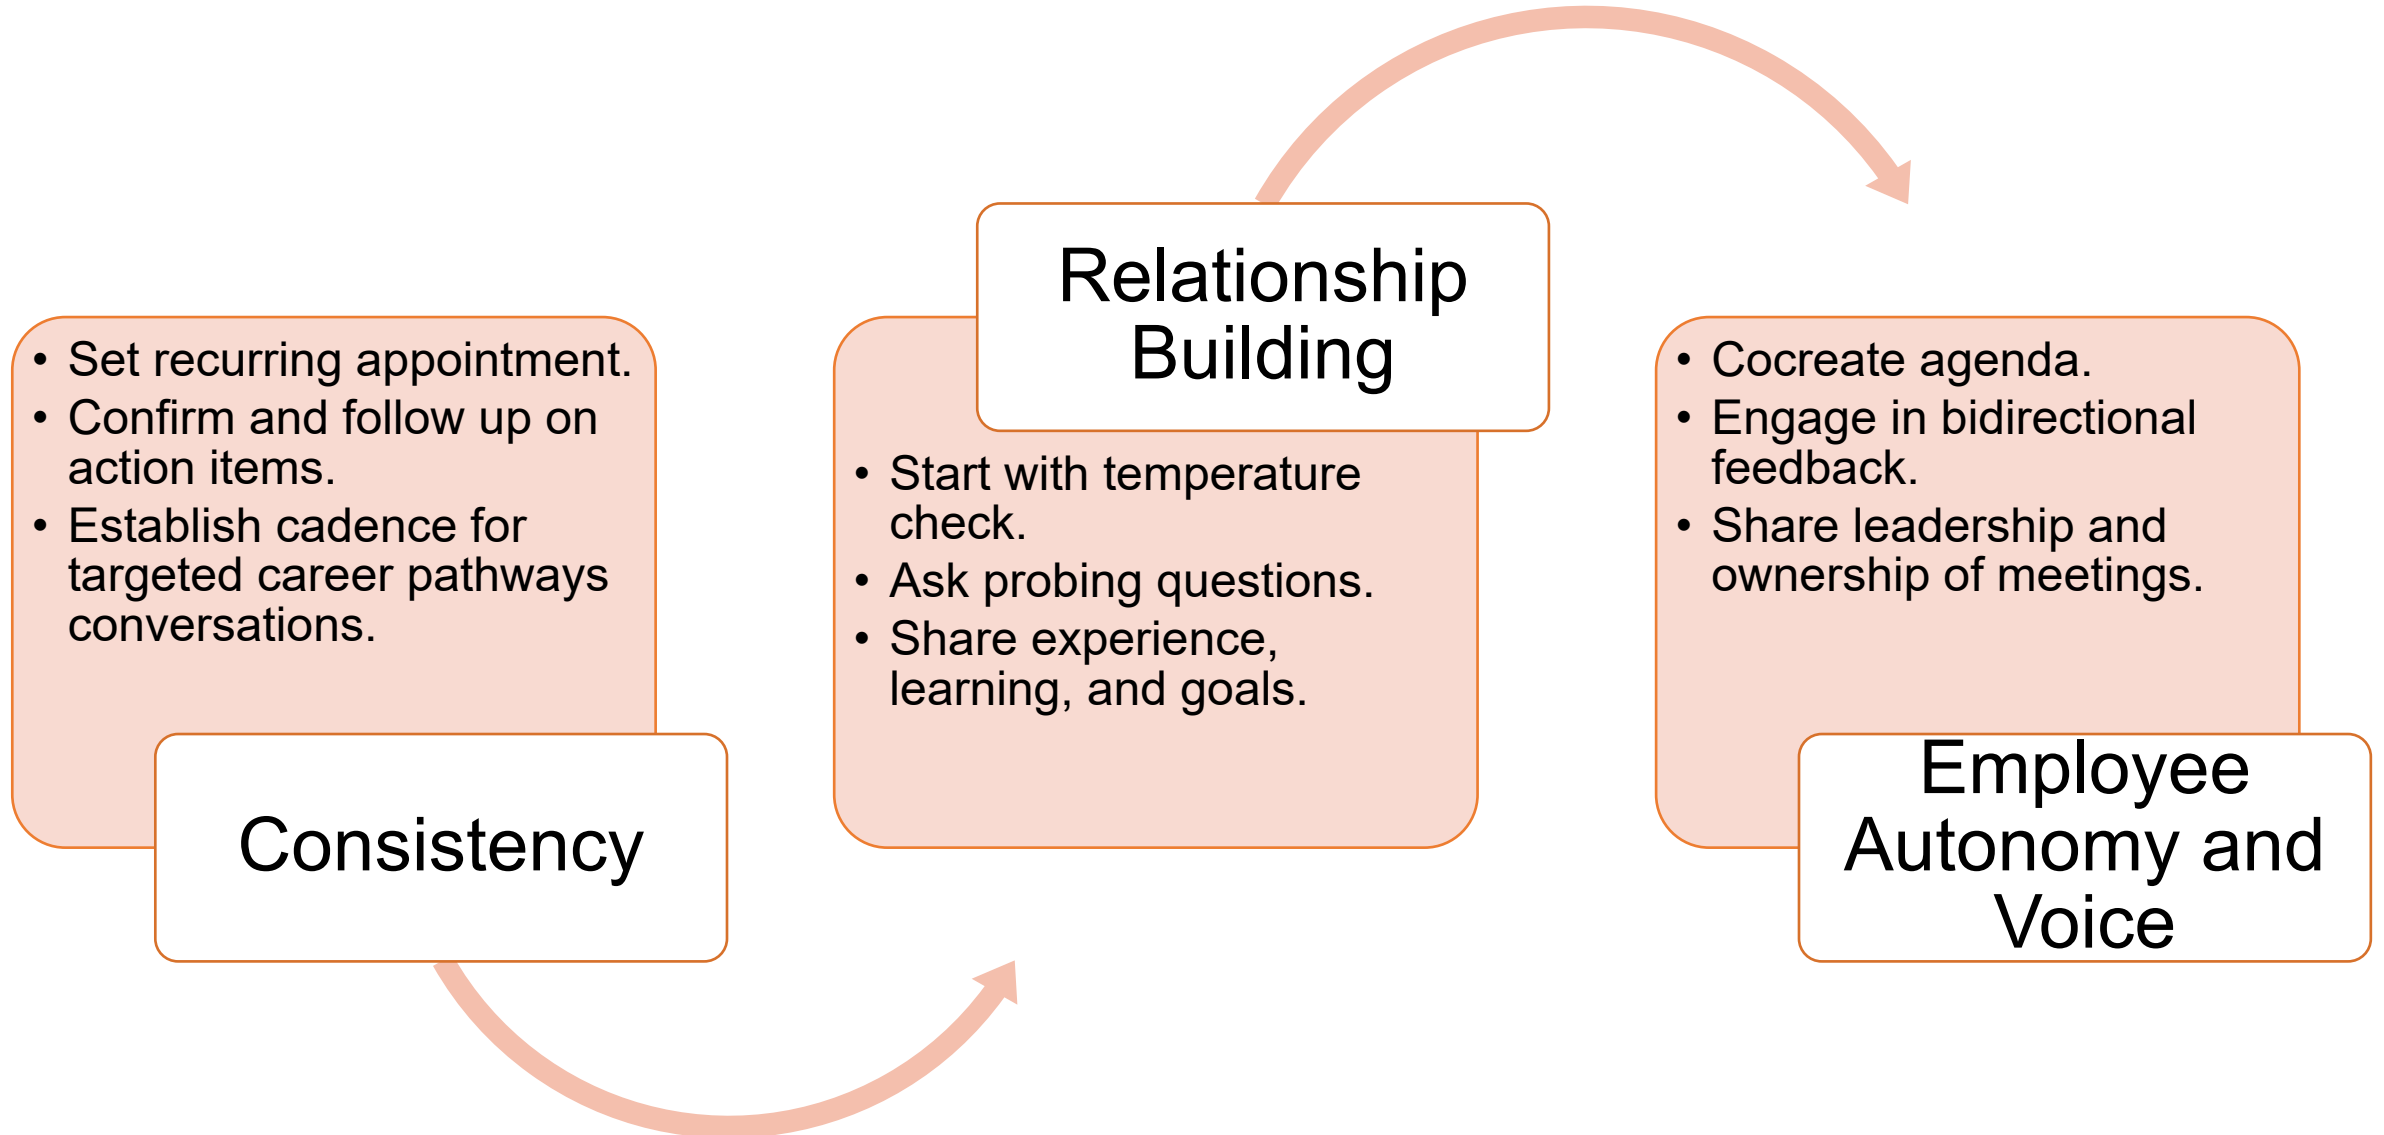 • Set recurring appointment.
• Confirm and follow up on
action items.
• Establish cadence for
targeted career pathways
conversations.
Consistency
Relationship
Building
• Start with temperature
check.
• Ask probing questions.
• Share experience,
learning, and goals.
• Cocreate agenda.
• Engage in bidirectional
feedback.
• Share leadership and
ownership of meetings.
Employee
Autonomy and
Voice